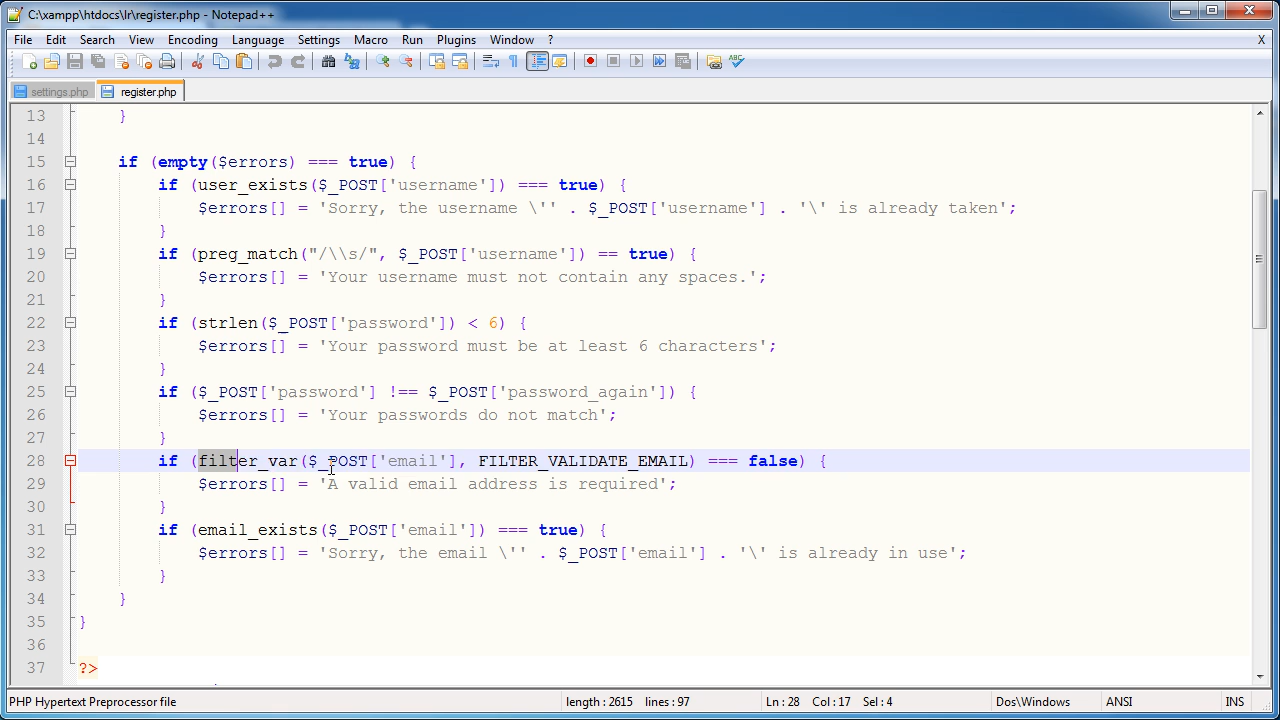 C:\xampp\htdocs\lr\register.php - Notepad++
File Edit Search View Encoding Language Settings Macro Run Plugins Window ? X
settings.php register.php
13 }
14
15 if (empty($errors) === true) {
16 if (user_exists($_POST['username']) === true) {
17 $errors[] = 'Sorry, the username \'' . $_POST['username'] . '\' is already taken';
18 }
19 if (preg_match("/\\s/", $_POST['username']) == true) {
20 $errors[] = 'Your username must not contain any spaces.';
21 }
22 if (strlen($_POST['password']) < 6) {
23 $errors[] = 'Your password must be at least 6 characters';
24 }
25 if ($_POST['password'] !== $_POST['password_again']) {
26 $errors[] = 'Your passwords do not match';
27 }
28 if (filter_var($_POST['email'], FILTER_VALIDATE_EMAIL) === false) {
29 $errors[] = 'A valid email address is required';
30 }
31 if (email_exists($_POST['email']) === true) {
32 $errors[] = 'Sorry, the email \'' . $_POST['email'] . '\' is already in use';
33 }
34 }
35 }
36
37 ?>
PHP Hypertext Preprocessor file length : 2615 lines : 97 Ln : 28 Col : 17 Sel : 4 Dos\Windows ANSI INS